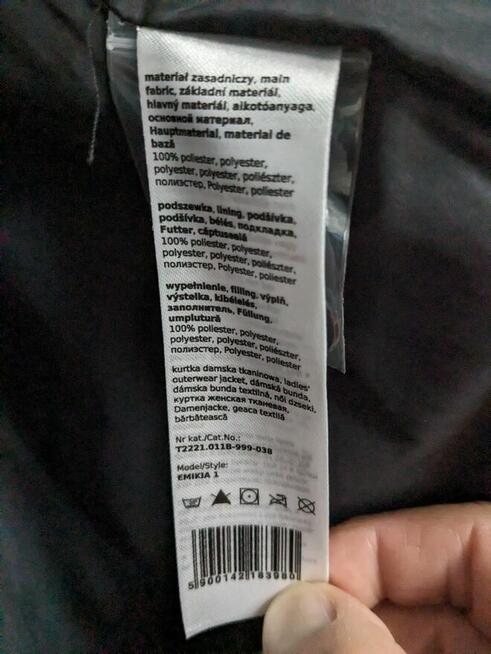 materiał zasadniczy, main
fabric, základní materiál,
hlavný materiál, alkotóanyaga,
основной материал,
Hauptmaterial, material de
bază
100% poliester, polyester,
polyester, polyester, poliészter,
полиэстер, Polyester, poliester
podszewka, lining, podšívka,
podšívka, bélés, подкладка,
Futter, căptuseală
100% poliester, polyester,
polyester, polyester, poliészter,
полиэстер, Polyester, poliester
wypełnienie, filling, výplň,
výstelka, kibélelés,
заполнитель, Füllung,
umplutură
100% poliester, polyester,
polyester, polyester, poliészter,
полиэстер, Polyester, poliester
kurtka damska tkaninowa, ladies'
outerwear jacket, dámská bunda,
dámska bunda textilná, női dzseki,
куртка женская тканевая,
Damenjacke, geaca textilă
bărbătească
Nr kat./Cat.No.:
T2221.0118-999-038
Model/Style:
EMIKIA 1
5 900142 183980